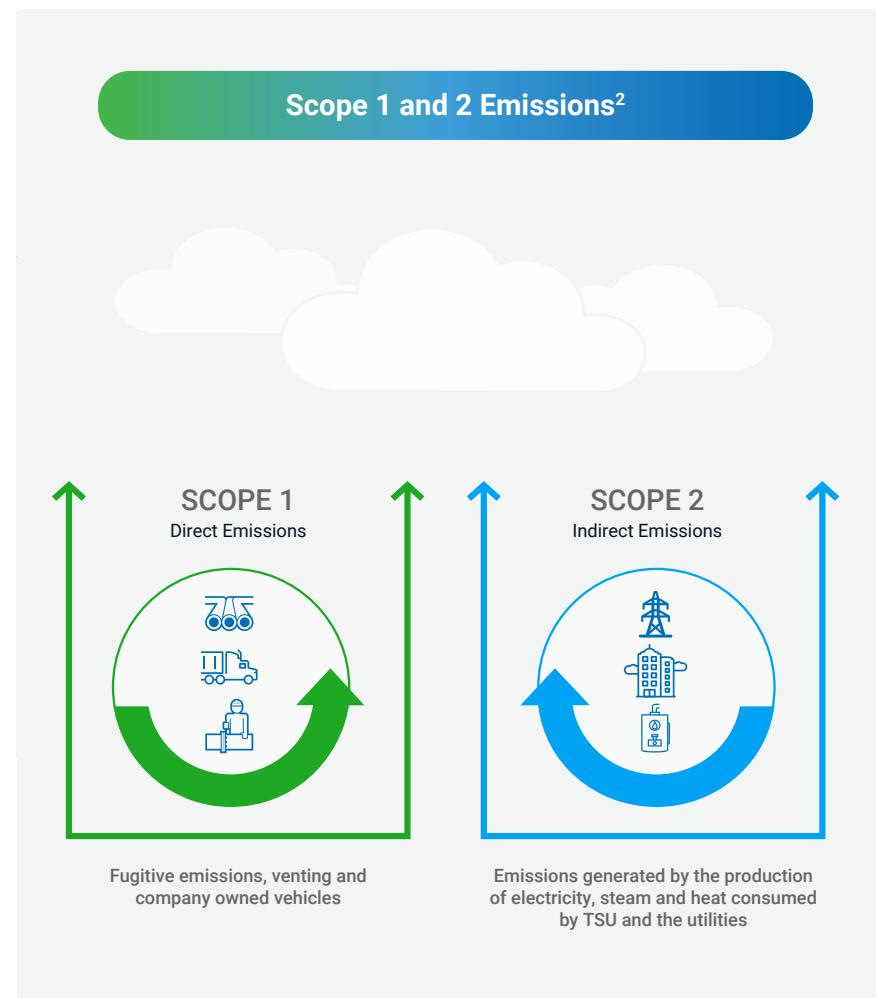 Scope 1 and 2 Emissions²
SCOPE 1
Direct Emissions
Fugitive emissions, venting and
company owned vehicles
SCOPE 2
Indirect Emissions
Emissions generated by the production
of electricity, steam and heat consumed
by TSU and the utilities